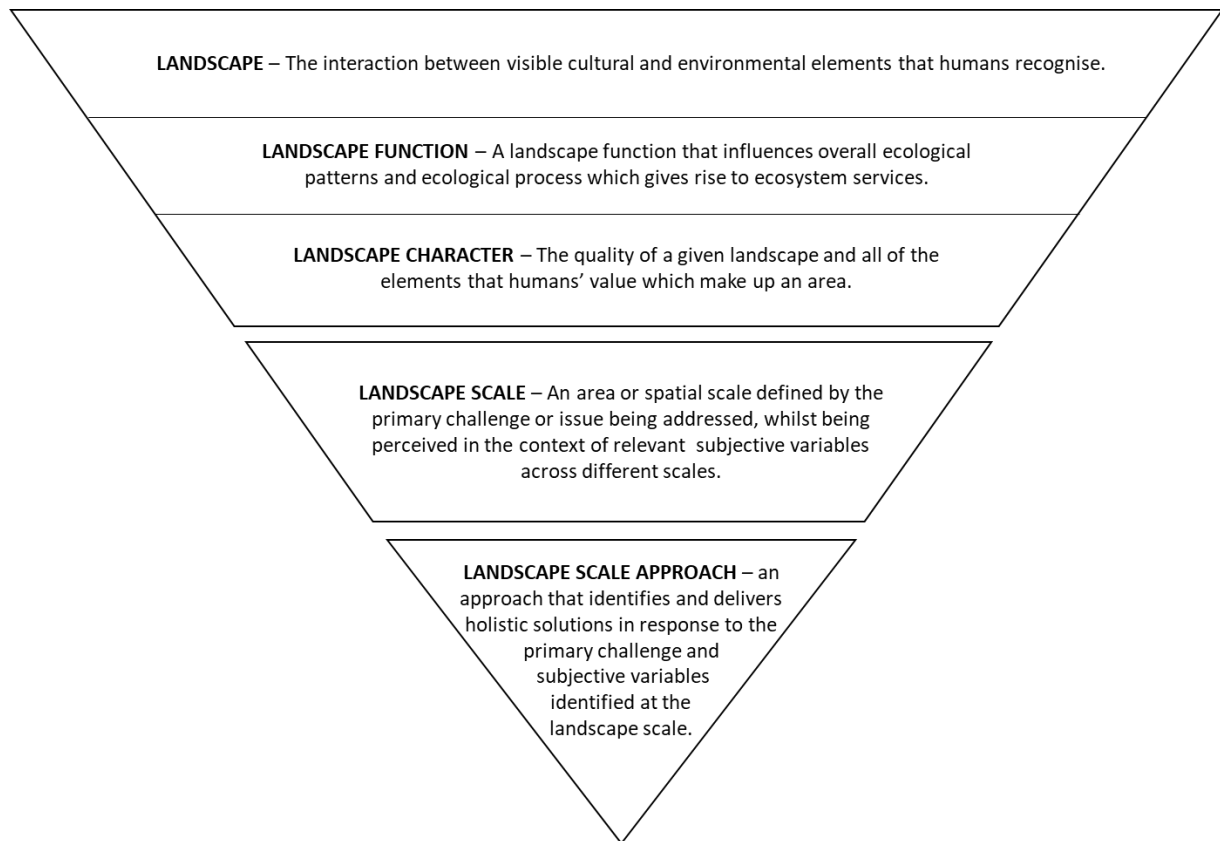 LANDSCAPE – The interaction between visible cultural and environmental elements that humans recognise.
LANDSCAPE FUNCTION – A landscape function that influences overall ecological
patterns and ecological process which gives rise to ecosystem services.
LANDSCAPE CHARACTER – The quality of a given landscape and all of the
elements that humans’ value which make up an area.
LANDSCAPE SCALE – An area or spatial scale defined by the
primary challenge or issue being addressed, whilst being
perceived in the context of relevant subjective variables
across different scales.
LANDSCAPE SCALE APPROACH – an
approach that identifies and delivers
holistic solutions in response to the
primary challenge and
subjective variables
identified at the
landscape scale.